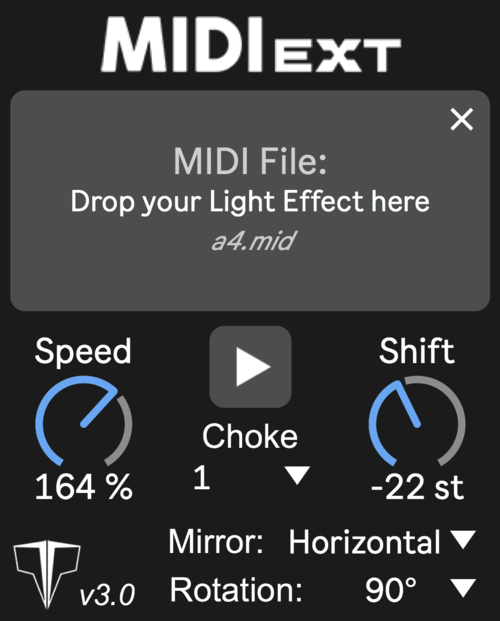 MIDI EXT
MIDI File:
Drop your Light Effect here
a4.mid
Speed
Shift
Choke
164 %
1
-22 st
Mirror: Horizontal
v3.0
Rotation: 90°